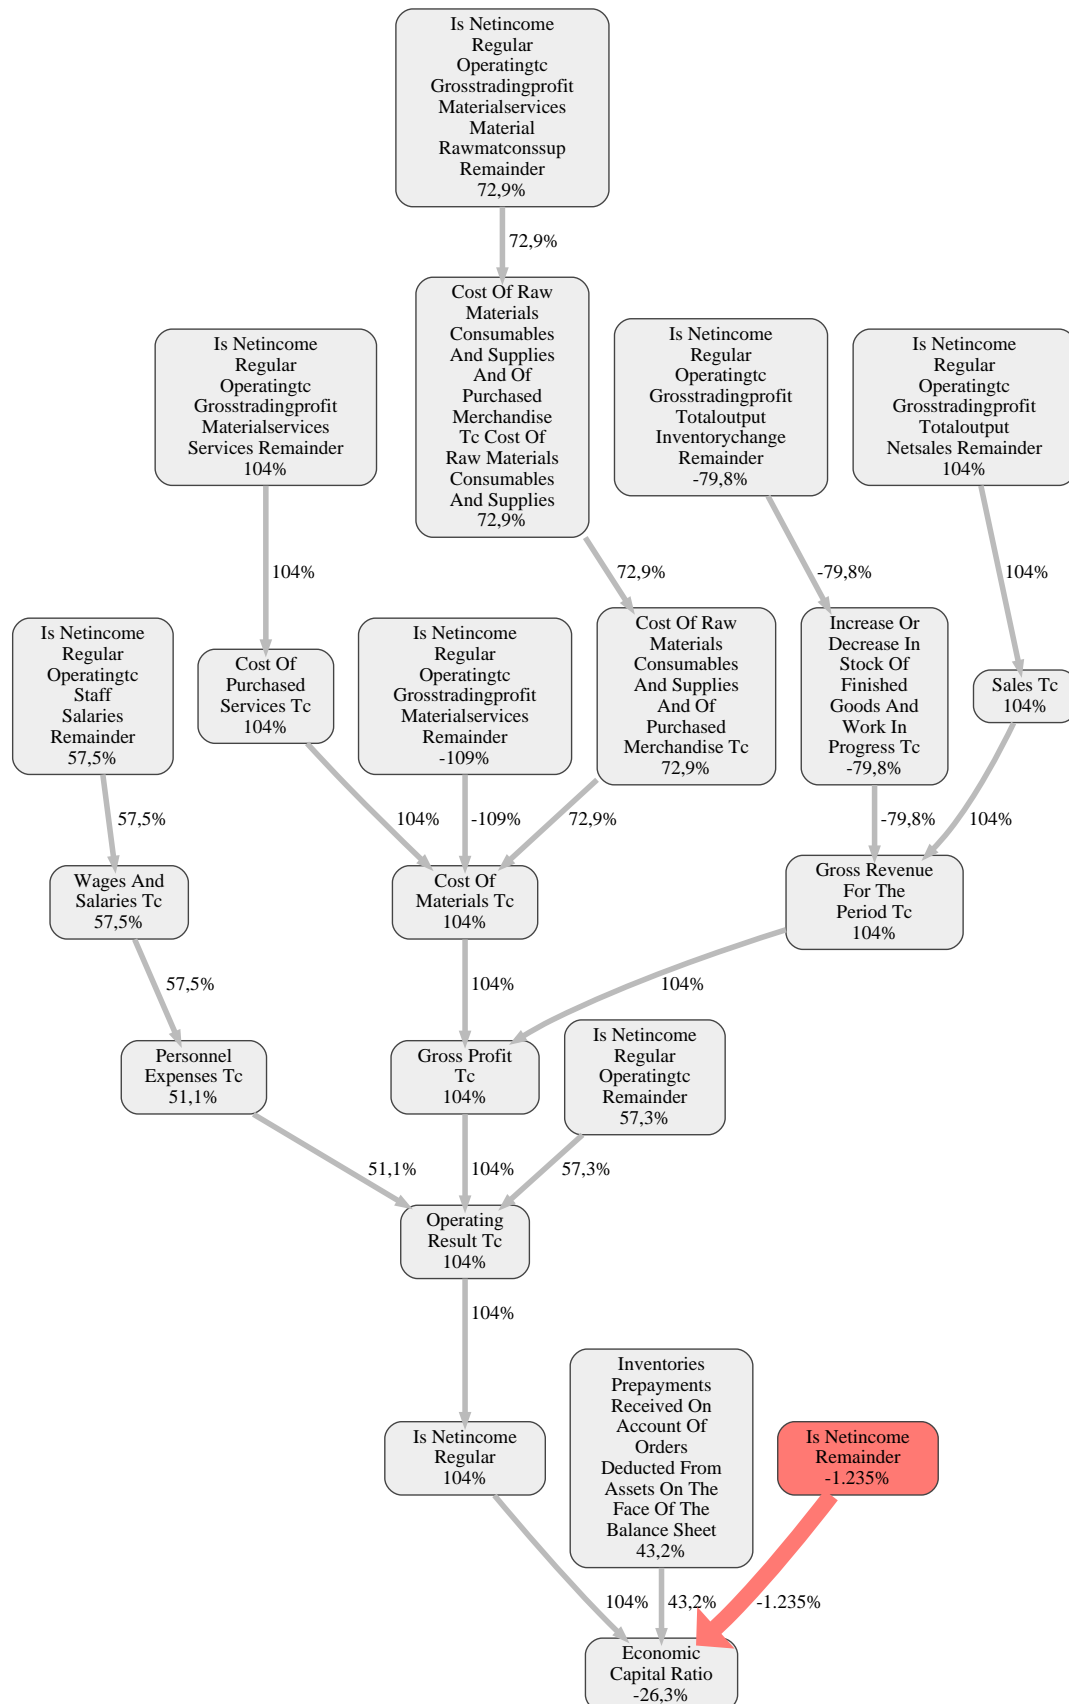 Is Netincome
Regular
Operatingtc
Grosstradingprofit
Materialservices
Material
Rawmatconssup
Remainder
72,9%
72,9%
Cost Of Raw
Materials
Consumables
And Supplies
And Of
Purchased
Merchandise
Tc Cost Of
Raw Materials
Consumables
And Supplies
72,9%
Is Netincome
Regular
Operatingtc
Grosstradingprofit
Totaloutput
Inventorychange
Remainder
-79,8%
Is Netincome
Regular
Operatingtc
Grosstradingprofit
Materialservices
Services Remainder
104%
Is Netincome
Regular
Operatingtc
Grosstradingprofit
Totaloutput
Netsales Remainder
104%
104%
72,9%
-79,8%
104%
Is Netincome
Regular
Operatingtc
Staff
Salaries
Remainder
57,5%
Cost Of
Purchased
Services Tc
104%
Is Netincome
Regular
Operatingtc
Grosstradingprofit
Materialservices
Remainder
-109%
Cost Of Raw
Materials
Consumables
And Supplies
And Of
Purchased
Merchandise Tc
72,9%
Increase Or
Decrease In
Stock Of
Finished
Goods And
Work In
Progress Tc
-79,8%
Sales Tc
104%
57,5%
104%
-109%
72,9%
-79,8%
104%
Wages And
Salaries Tc
57,5%
Cost Of
Materials Tc
104%
Gross Revenue
For The
Period Tc
104%
57,5%
104%
104%
Personnel
Expenses Tc
51,1%
Gross Profit
Tc
104%
Is Netincome
Regular
Operatingtc
Remainder
57,3%
51,1%
104%
57,3%
Operating
Result Tc
104%
104%
Is Netincome
Regular
104%
Inventories
Prepayments
Received On
Account Of
Orders
Deducted From
Assets On The
Face Of The
Balance Sheet
43,2%
Is Netincome
Remainder
-1.235%
104%
43,2%
-1.235%
Economic
Capital Ratio
-26,3%